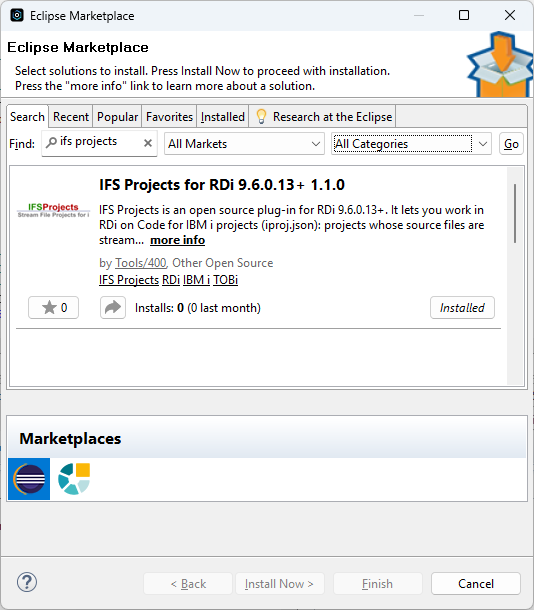 Eclipse Marketplace
Eclipse Marketplace
Select solutions to install. Press Install Now to proceed with installation.
Press the "more info" link to learn more about a solution.
Search Recent Popular Favorites Installed Research at the Eclipse
Find: ifs projects All Markets All Categories Go
IFS Projects for RDi 9.6.0.13+ 1.1.0
IFSProjects
Stream File Projects for i
IFS Projects is an open source plug-in for RDi 9.6.0.13+. It lets you work in
RDi on Code for IBM i projects (iproj.json): projects whose source files are
stream... more info
by Tools/400, Other Open Source
IFS Projects RDi IBM i TOBi
0 Installs: 0 (0 last month) Installed
Marketplaces
< Back Install Now > Finish Cancel